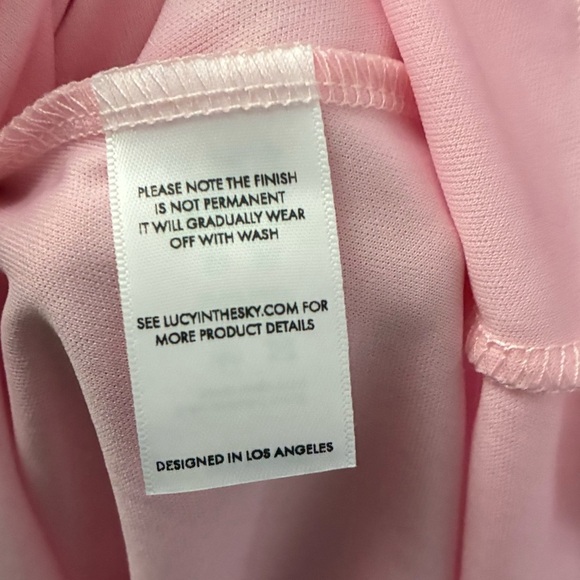 PLEASE NOTE THE FINISH
IS NOT PERMANENT
IT WILL GRADUALLY WEAR
OFF WITH WASH
SEE LUCYINTHESKY.COM FOR
MORE PRODUCT DETAILS
DESIGNED IN LOS ANGELES